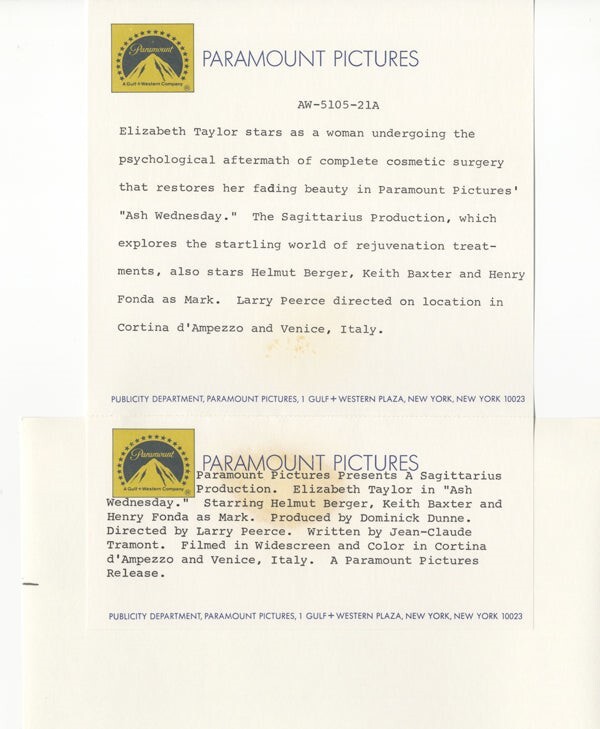 Paramount
A Gulf+Western Company
PARAMOUNT PICTURES
AW-5105-21A
Elizabeth Taylor stars as a woman undergoing the
psychological aftermath of complete cosmetic surgery
that restores her fading beauty in Paramount Pictures'
"Ash Wednesday."  The Sagittarius Production, which
explores the startling world of rejuvenation treat-
ments, also stars Helmut Berger, Keith Baxter and Henry
Fonda as Mark.  Larry Peerce directed on location in
Cortina d'Ampezzo and Venice, Italy.
PUBLICITY DEPARTMENT, PARAMOUNT PICTURES, 1 GULF+WESTERN PLAZA, NEW YORK, NEW YORK 10023
Paramount
A Gulf+Western Company
PARAMOUNT PICTURES
Paramount Pictures Presents A Sagittarius
Production.  Elizabeth Taylor in "Ash
Wednesday."  Starring Helmut Berger, Keith Baxter and
Henry Fonda as Mark.  Produced by Dominick Dunne.
Directed by Larry Peerce.  Written by Jean-Claude
Tramont.  Filmed in Widescreen and Color in Cortina
d'Ampezzo and Venice, Italy.  A Paramount Pictures
Release.
PUBLICITY DEPARTMENT, PARAMOUNT PICTURES, 1 GULF+WESTERN PLAZA, NEW YORK, NEW YORK 10023